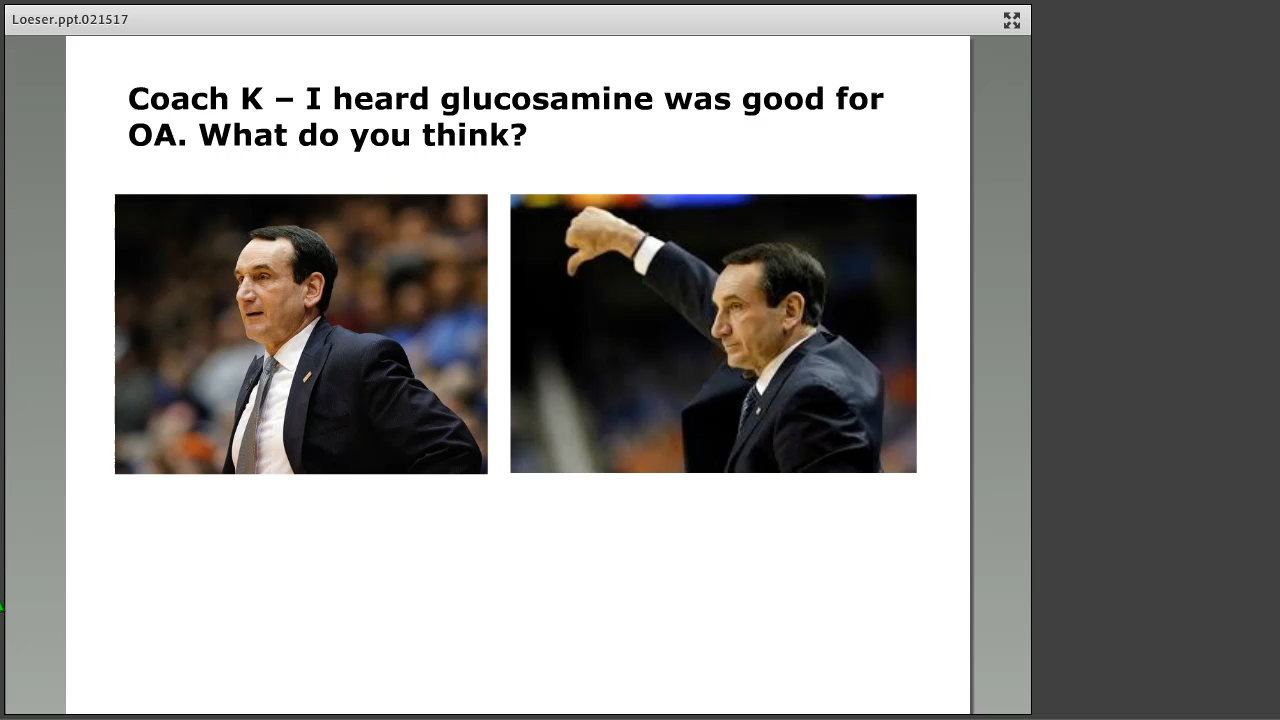 Loeser.ppt.021517
Coach K – I heard glucosamine was good for
OA. What do you think?